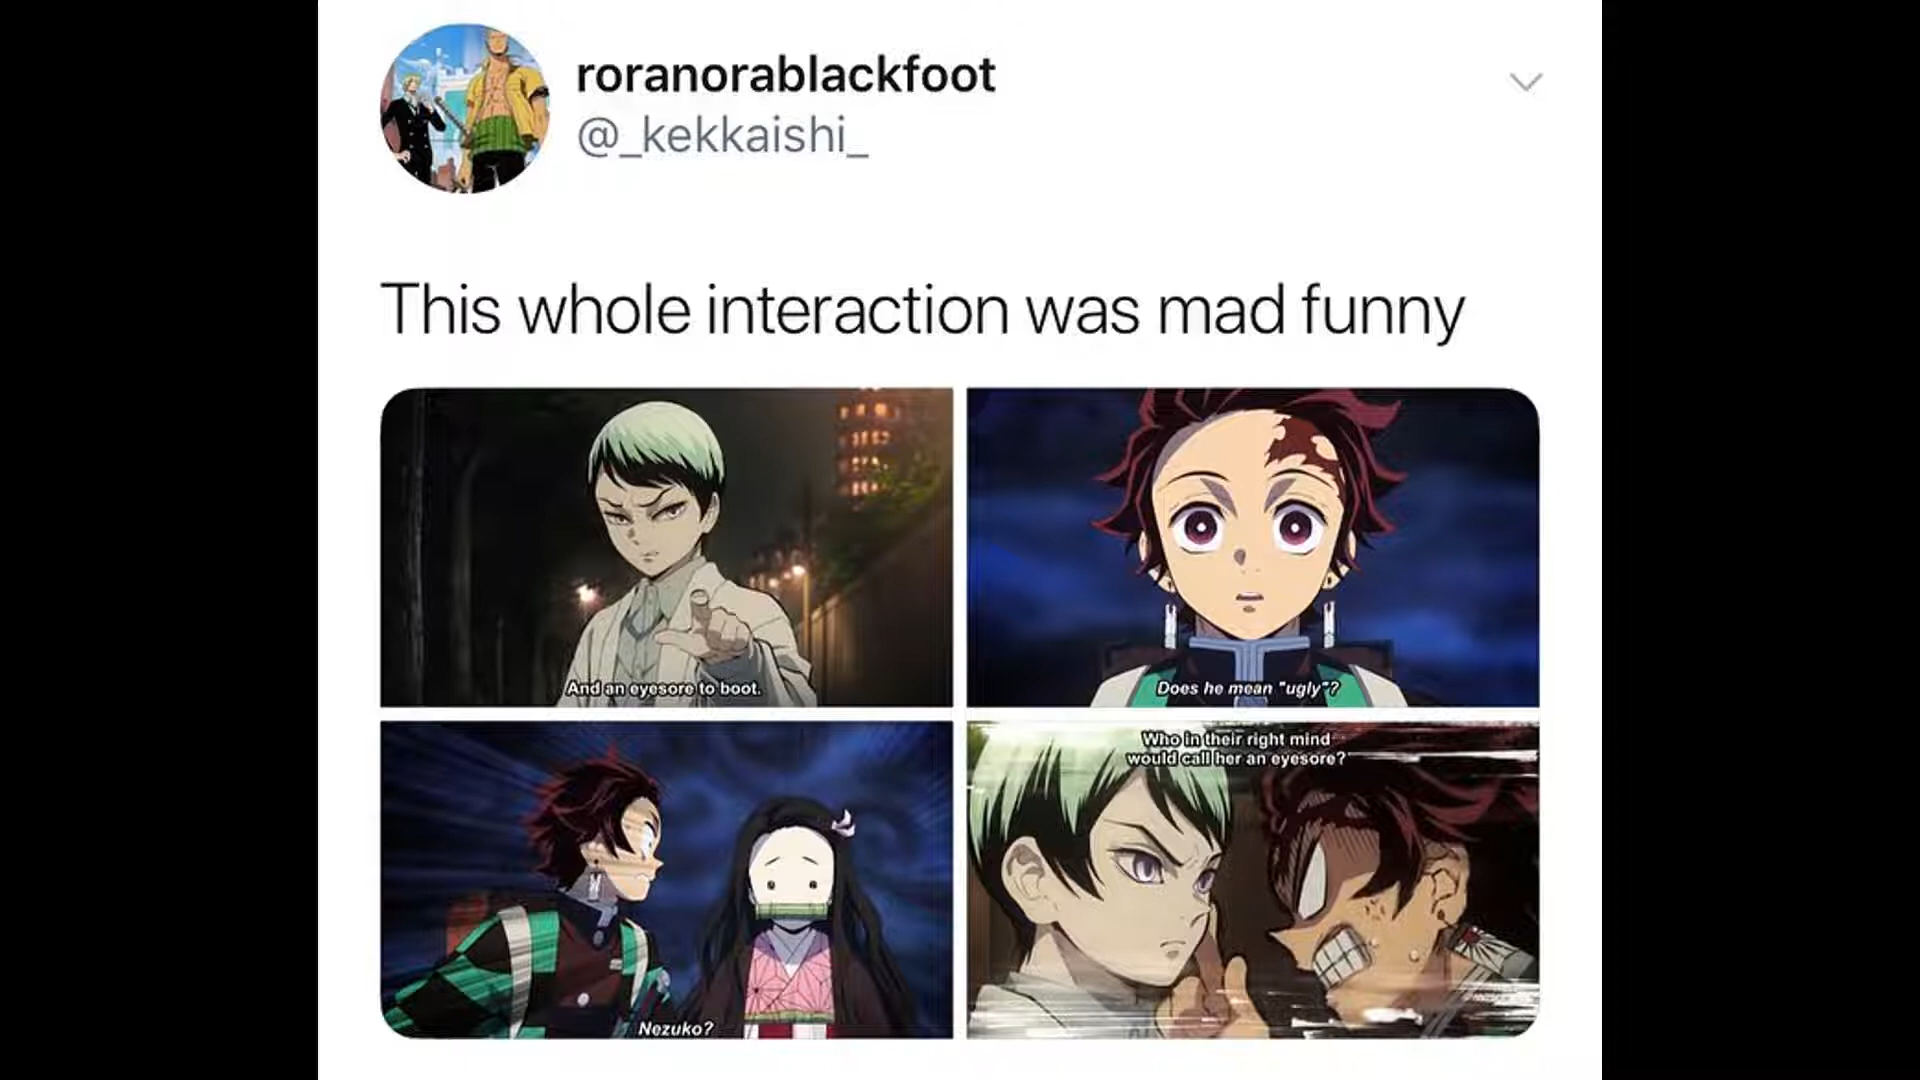 roranorablackfoot
@_kekkaishi_
This whole interaction was mad funny
And an eyesore to boot.
Does he mean "ugly"?
Nezuko?
Who in their right mind
would call her an eyesore?